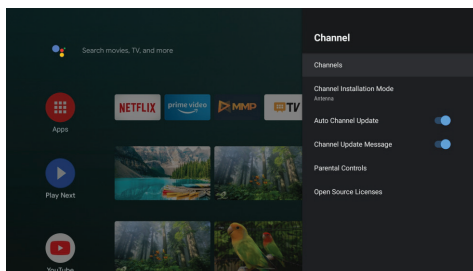 Search movies, TV, and more
Apps
NETFLIX
prime video
MMP
TV
Play Next
YouTube
Channel
Channels
Channel Installation Mode
Antenna
Auto Channel Update
Channel Update Message
Parental Controls
Open Source Licenses